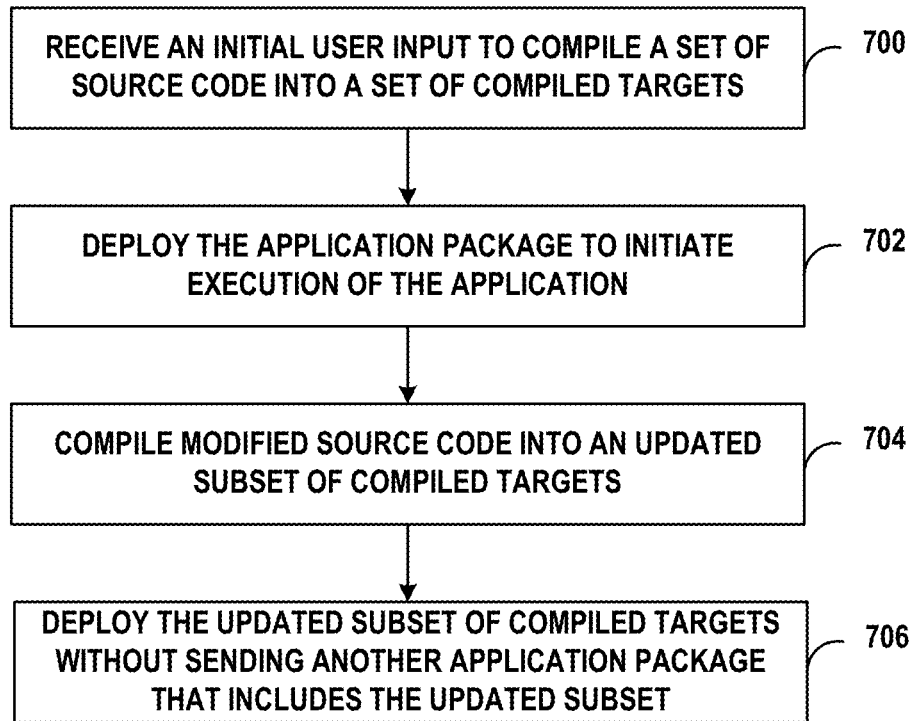 RECEIVE AN INITIAL USER INPUT TO COMPILE A SET OF
SOURCE CODE INTO A SET OF COMPILED TARGETS
700
DEPLOY THE APPLICATION PACKAGE TO INITIATE
EXECUTION OF THE APPLICATION
702
COMPILE MODIFIED SOURCE CODE INTO AN UPDATED
SUBSET OF COMPILED TARGETS
704
DEPLOY THE UPDATED SUBSET OF COMPILED TARGETS
WITHOUT SENDING ANOTHER APPLICATION PACKAGE
THAT INCLUDES THE UPDATED SUBSET
706